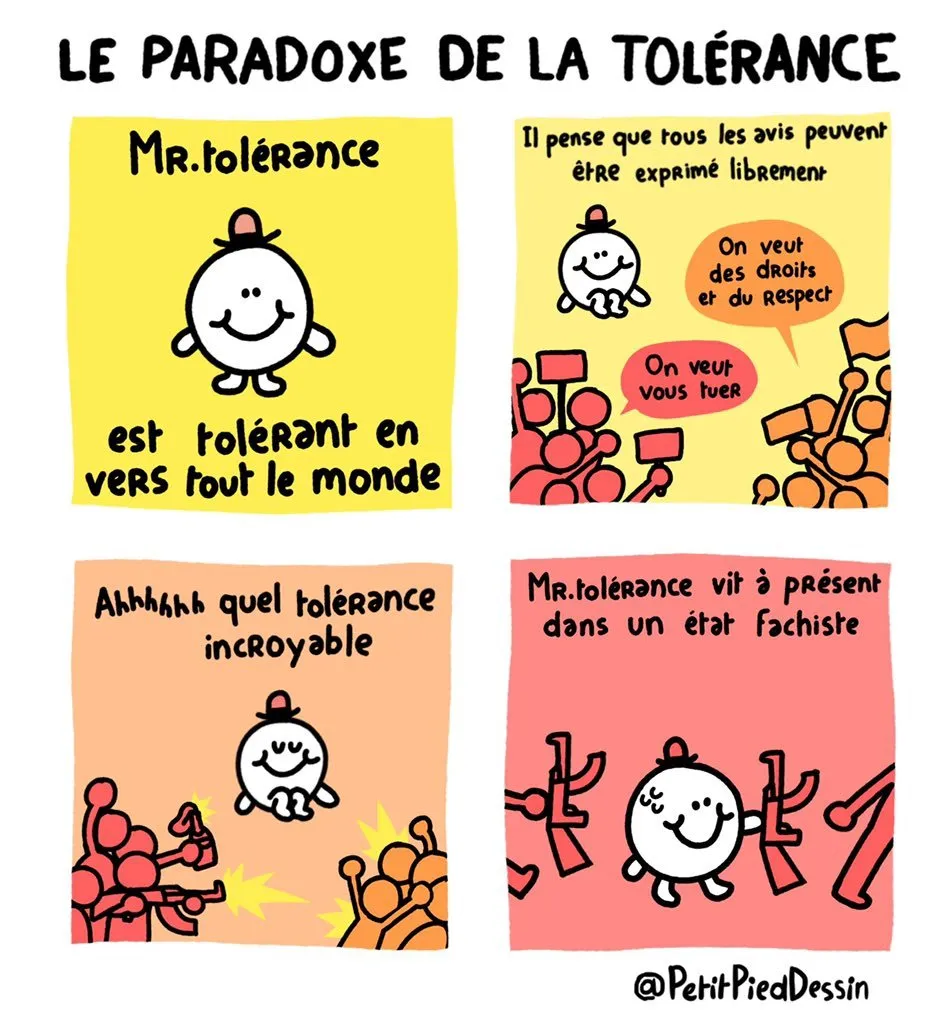 LE PARADOXE DE LA TOLÉRANCE
Mr.tolérance
est tolérant en
vers tout le monde
Il pense que tous les avis peuvent
être exprimé librement
On veut
des droits
et du respect
On veut
vous tuer
Ahhhhhh quel tolérance
incroyable
Mr.tolérance vit à présent
dans un état fachiste
@PetitPiedDessin